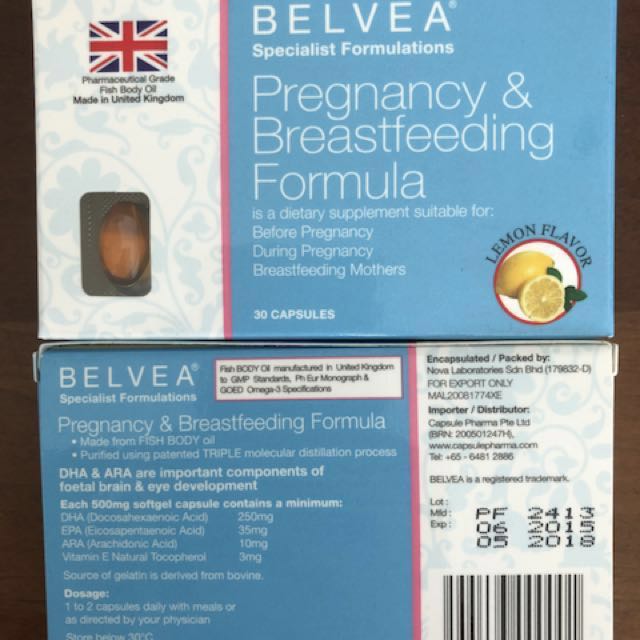 BELVEA®
Specialist Formulations
Pharmaceutical Grade
Fish Body Oil
Made in United Kingdom
Pregnancy &
Breastfeeding
Formula
is a dietary supplement suitable for:
Before Pregnancy
During Pregnancy
Breastfeeding Mothers
LEMON FLAVOR
30 CAPSULES
BELVEA®
Specialist Formulations
Fish BODY Oil manufactured in United Kingdom
to GMP Standards, Ph Eur Monograph &
GOED Omega-3 Specifications
Pregnancy & Breastfeeding Formula
• Made from FISH BODY oil
• Purified using patented TRIPLE molecular distillation process
DHA & ARA are important components of
foetal brain & eye development
Each 500mg softgel capsule contains a minimum:
DHA (Docosahexaenoic Acid) 250mg
EPA (Eicosapentaenoic Acid) 35mg
ARA (Arachidonic Acid) 10mg
Vitamin E Natural Tocopherol 3mg
Source of gelatin is derived from bovine.
Dosage:
1 to 2 capsules daily with meals or
as directed by your physician
Store below 30°C
Encapsulated / Packed by:
Nova Laboratories Sdn Bhd (179832-D)
FOR EXPORT ONLY
MAL20081774XE
Importer / Distributor:
Capsule Pharma Pte Ltd
(BRN: 200501247H),
www.capsulepharma.com
Tel: +65 - 6481 2886
BELVEA is a registered trademark.
Lot : PF 2413
Mfd : 06 2015
Exp : 05 2018